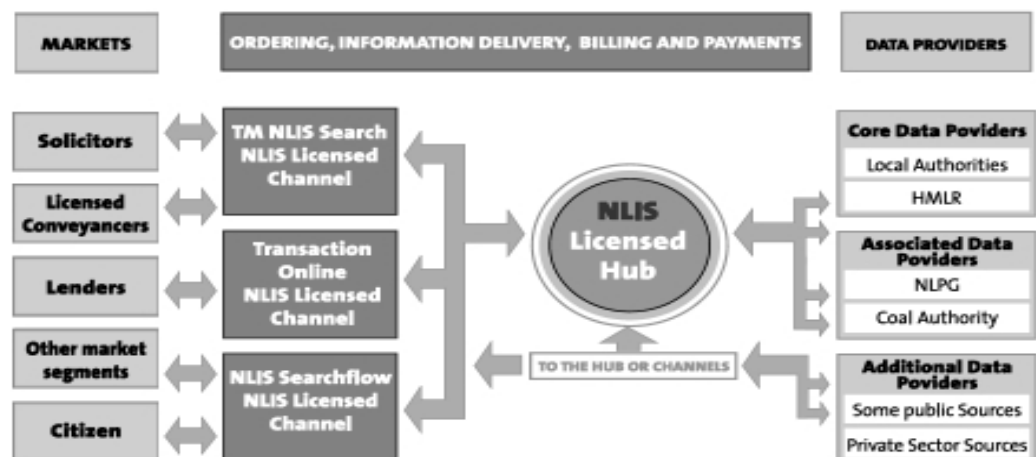 MARKETS
ORDERING, INFORMATION DELIVERY, BILLING AND PAYMENTS
DATA PROVIDERS
Solicitors
Licensed
Conveyancers
Lenders
Other market
segments
Citizen
TM NLIS Search
NLIS Licensed
Channel
Transaction
Online
NLIS Licensed
Channel
NLIS Searchflow
NLIS Licensed
Channel
NLIS
Licensed
Hub
TO THE HUB OR CHANNELS
Core Data Poviders
Local Authorities
HMLR
Associated Data
Poviders
NLPG
Coal Authority
Additional Data
Poviders
Some public Sources
Private Sector Sources